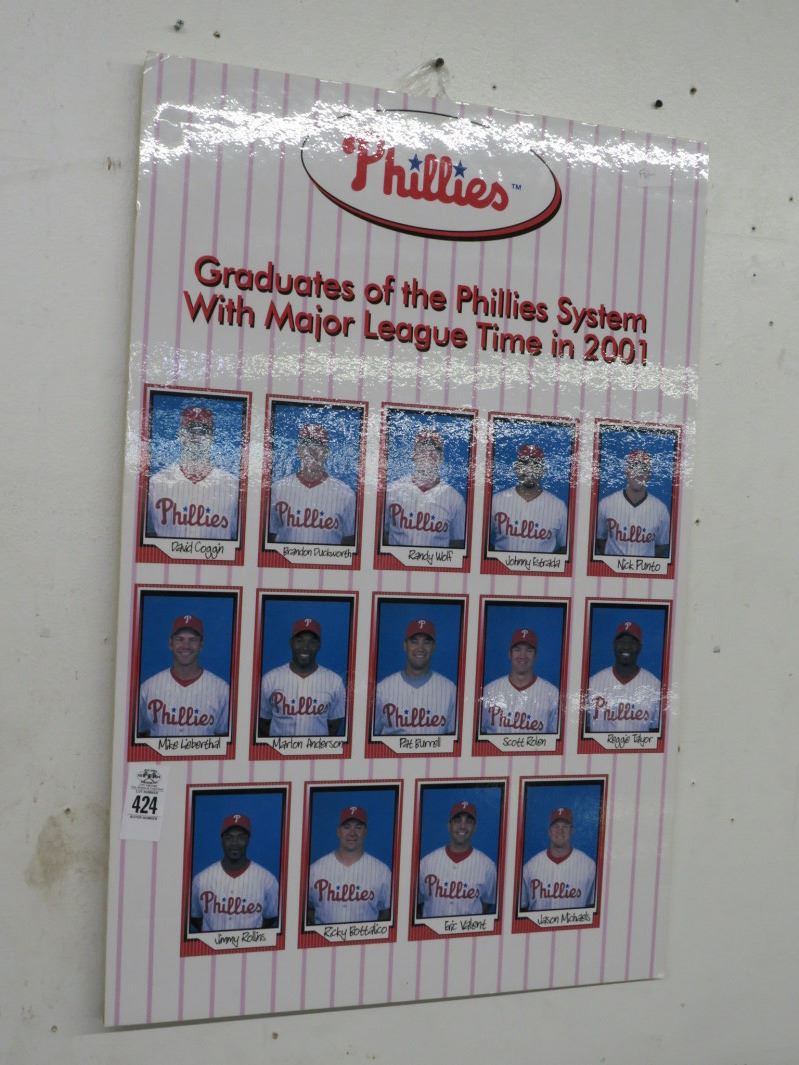 Phillies™
Graduates of the Phillies System
With Major League Time in 2001
Phillies
Phillies
Phillies
Phillies
Phillies
David Coggin
Brandon Duckworth
Randy Wolf
Johnny Estrada
Nick Punto
P
P
P
P
P
Phillies
Phillies
Phillies
Phillies
Phillies
Mike Lieberthal
Marlon Anderson
Pat Burrell
Scott Rolen
Reggie Taylor
424
P
P
P
P
Phillies
Phillies
Phillies
Phillies
Jimmy Rollins
Ricky Bottalico
Eric Valent
Jason Michaels